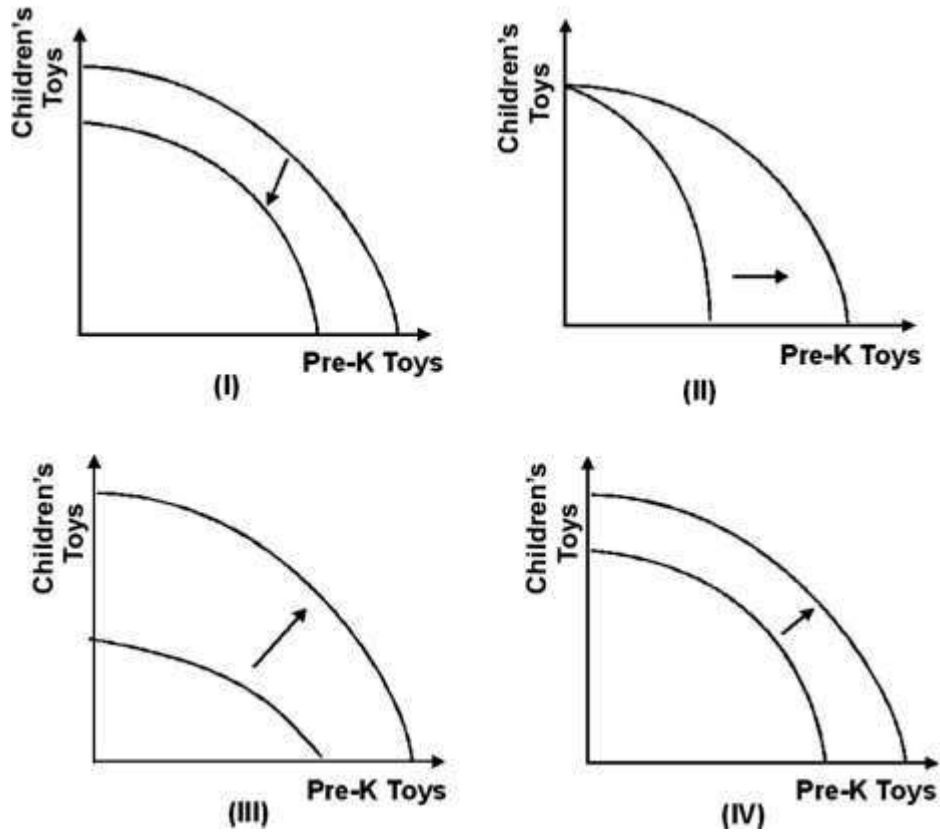 Children's
Toys
Pre-K Toys
(I)
Children's
Toys
Pre-K Toys
(II)
Children's
Toys
Pre-K Toys
(III)
Children's
Toys
Pre-K Toys
(IV)